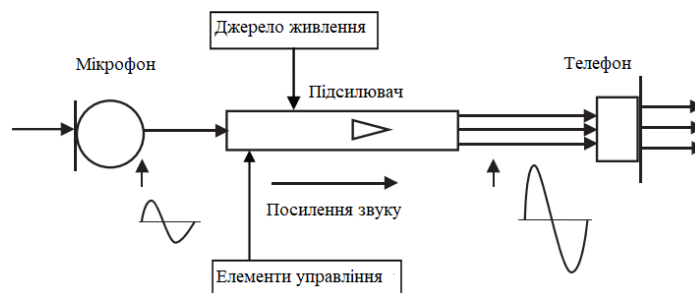 Джерело живлення
Мікрофон
Телефон
Підсилювач
Посилення звуку
Елементи управління